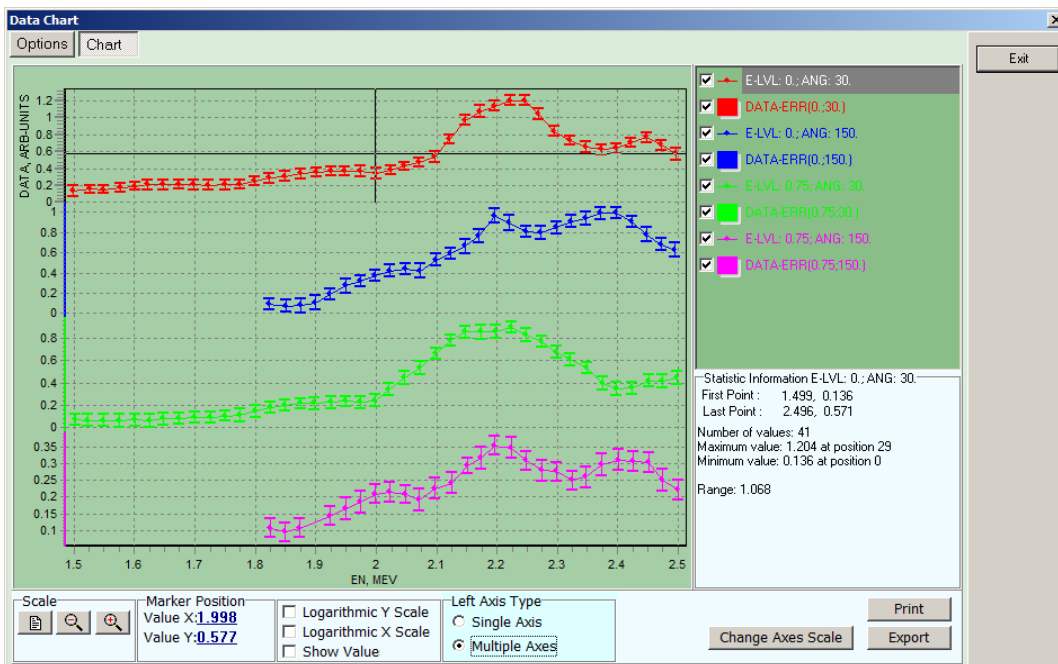 Data Chart
Options Chart
Exit
DATA, ARB-UNITS
1.2
1
0.8
0.6
0.4
0.2
0
1
0.8
0.6
0.4
0.2
0
0.8
0.6
0.4
0.2
0
0.35
0.3
0.25
0.2
0.15
0.1
1.5 1.6 1.7 1.8 1.9 2 2.1 2.2 2.3 2.4 2.5
EN, MEV
E-LVL: 0.; ANG: 30.
DATA-ERR(0.;30.)
E-LVL: 0.; ANG: 150.
DATA-ERR(0.;150.)
E-LVL: 0.75; ANG: 30.
DATA-ERR(0.75;30.)
E-LVL: 0.75; ANG: 150.
DATA-ERR(0.75;150.)
Statistic Information E-LVL: 0.; ANG: 30.
First Point : 1.499, 0.136
Last Point : 2.496, 0.571
Number of values: 41
Maximum value: 1.204 at position 29
Minimum value: 0.136 at position 0
Range: 1.068
Scale
Marker Position
Value X:1.998
Value Y:0.577
Logarithmic Y Scale
Logarithmic X Scale
Show Value
Left Axis Type
Single Axis
Multiple Axes
Change Axes Scale
Print
Export